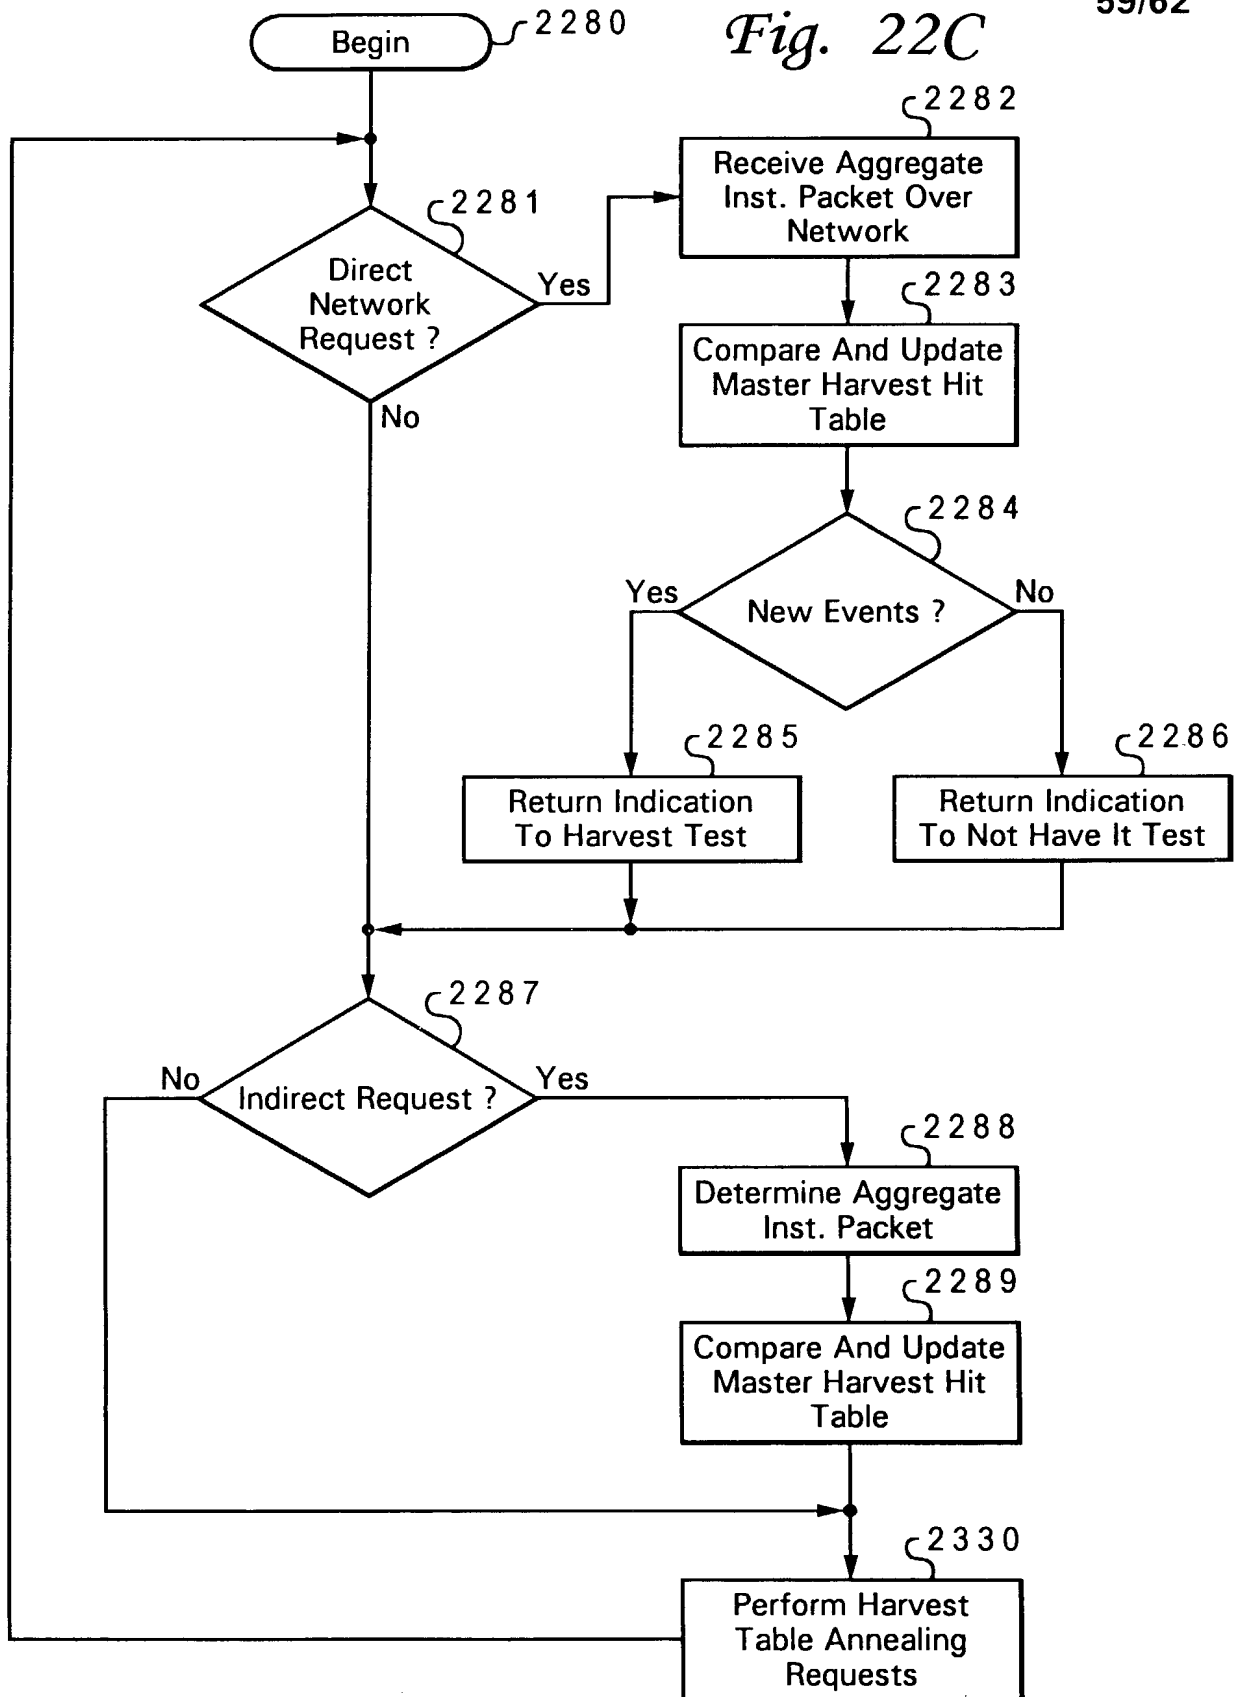 59/62
Fig. 22C
Begin
2280
2281
Direct
Network
Request ?
Yes
No
2282
Receive Aggregate
Inst. Packet Over
Network
2283
Compare And Update
Master Harvest Hit
Table
2284
New Events ?
Yes
No
2285
Return Indication
To Harvest Test
2286
Return Indication
To Not Have It Test
2287
Indirect Request ?
No
Yes
2288
Determine Aggregate
Inst. Packet
2289
Compare And Update
Master Harvest Hit
Table
2330
Perform Harvest
Table Annealing
Requests